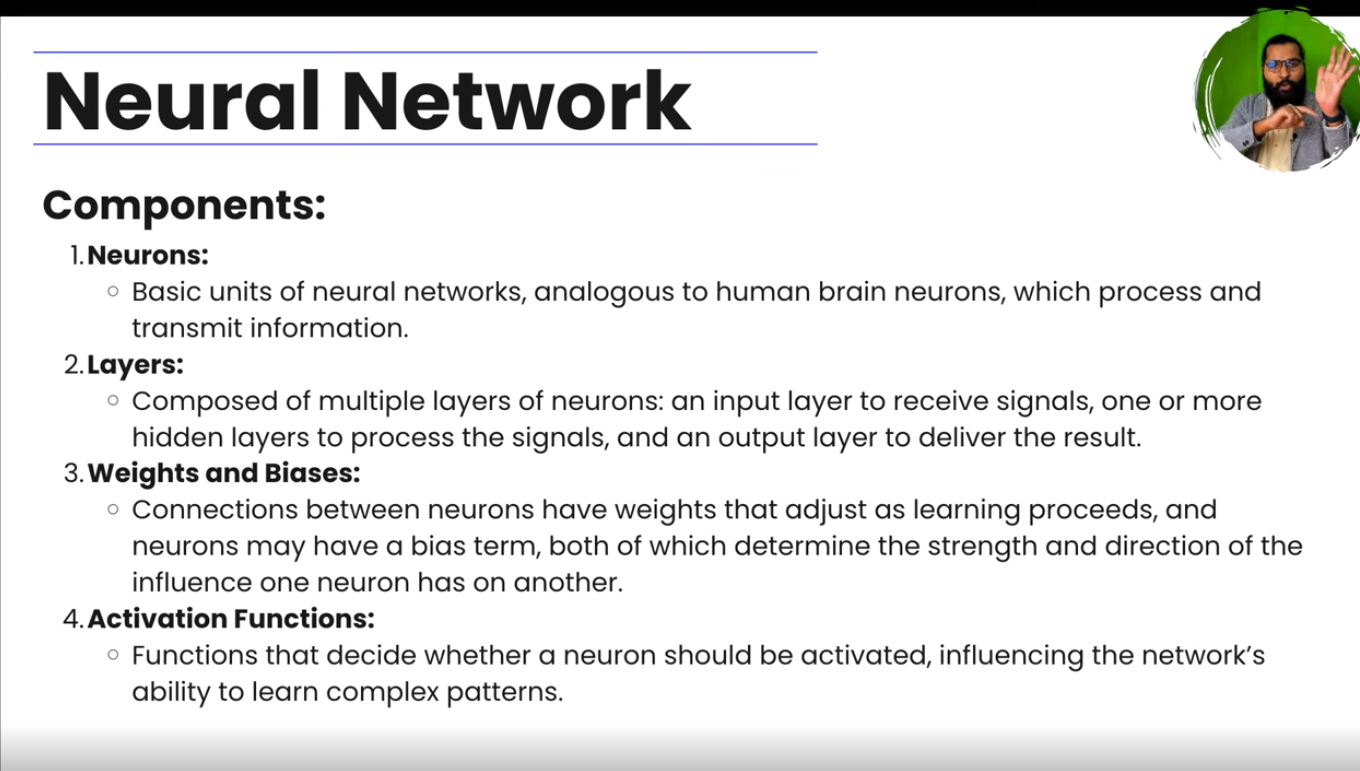 Neural Network
Components:
1. Neurons:
○ Basic units of neural networks, analogous to human brain neurons, which process and
transmit information.
2. Layers:
○ Composed of multiple layers of neurons: an input layer to receive signals, one or more
hidden layers to process the signals, and an output layer to deliver the result.
3. Weights and Biases:
○ Connections between neurons have weights that adjust as learning proceeds, and
neurons may have a bias term, both of which determine the strength and direction of the
influence one neuron has on another.
4. Activation Functions:
○ Functions that decide whether a neuron should be activated, influencing the network’s
ability to learn complex patterns.